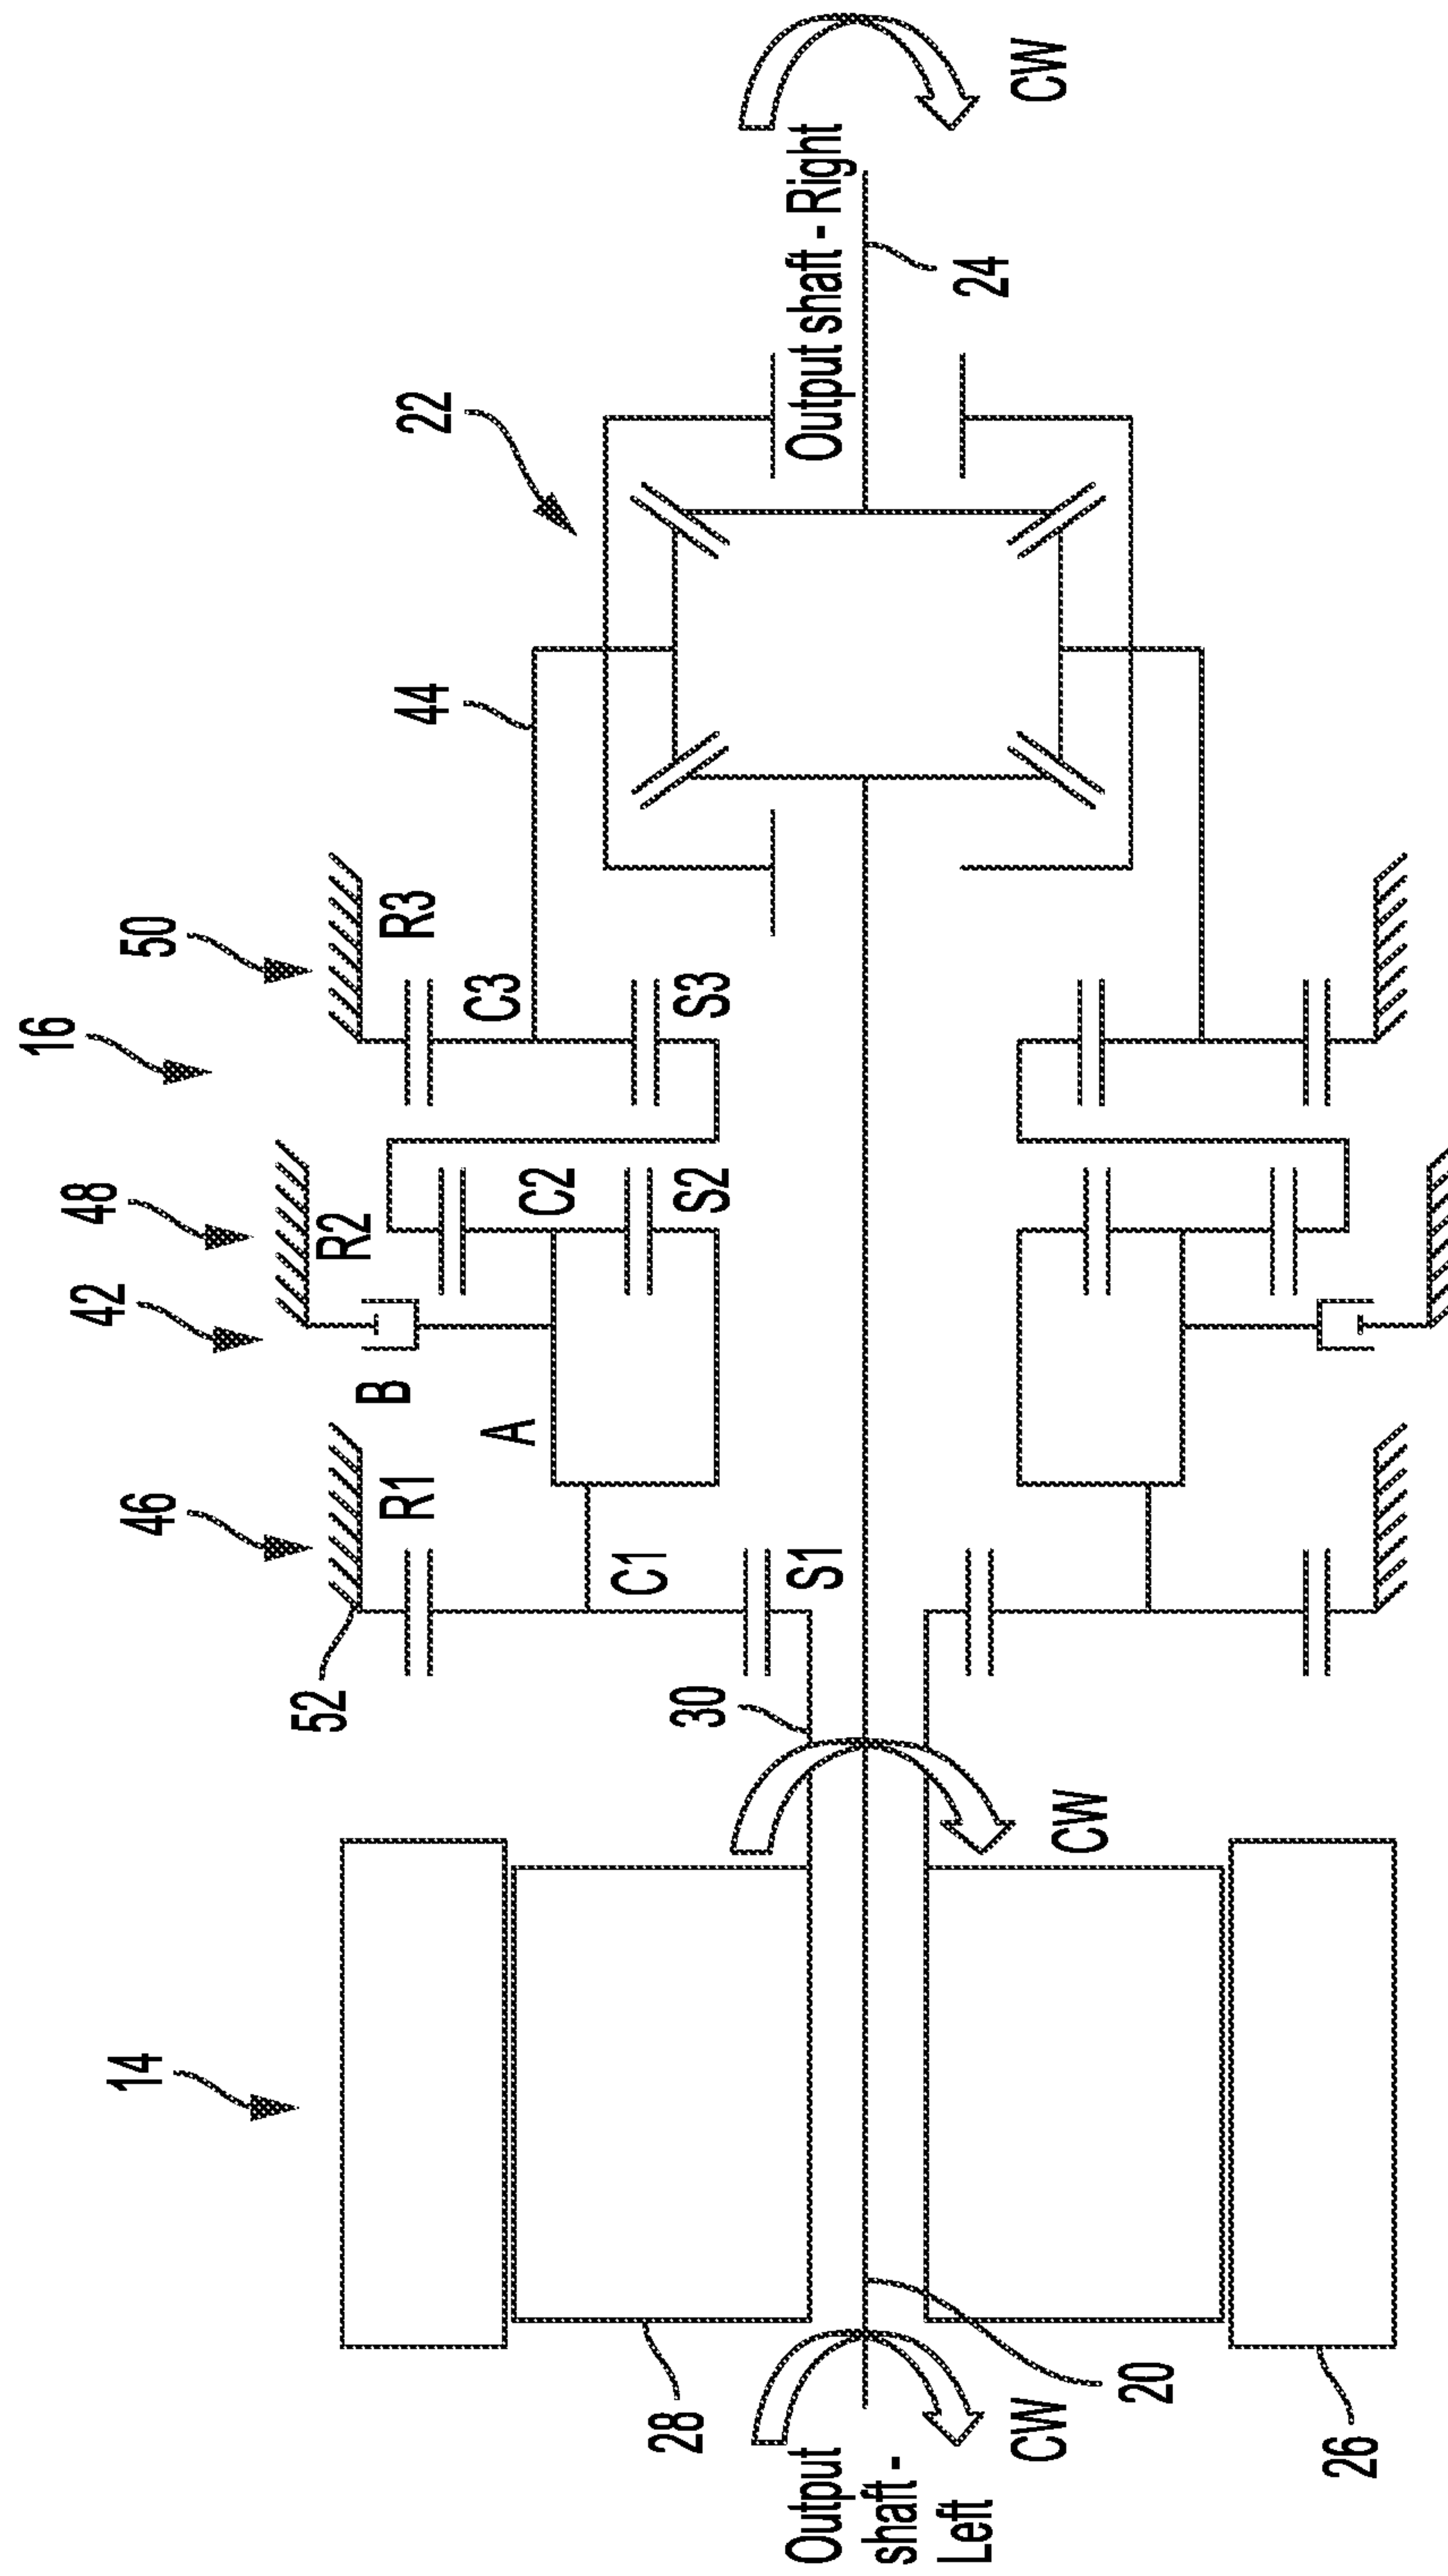 16
50
48
42
46
R3
R2
R1
22
44
52
B
C3
C2
A
C1
S3
S2
S1
30
14
Output shaft - Right
CW
24
CW
Output
shaft -
Left
CW
28
20
26